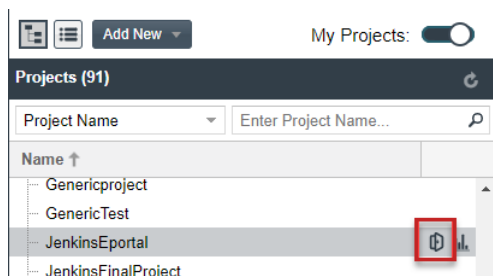 Add New
My Projects:
Projects (91)
Project Name
Enter Project Name...
Name
Genericproject
GenericTest
JenkinsEportal
JenkinsFinalProject